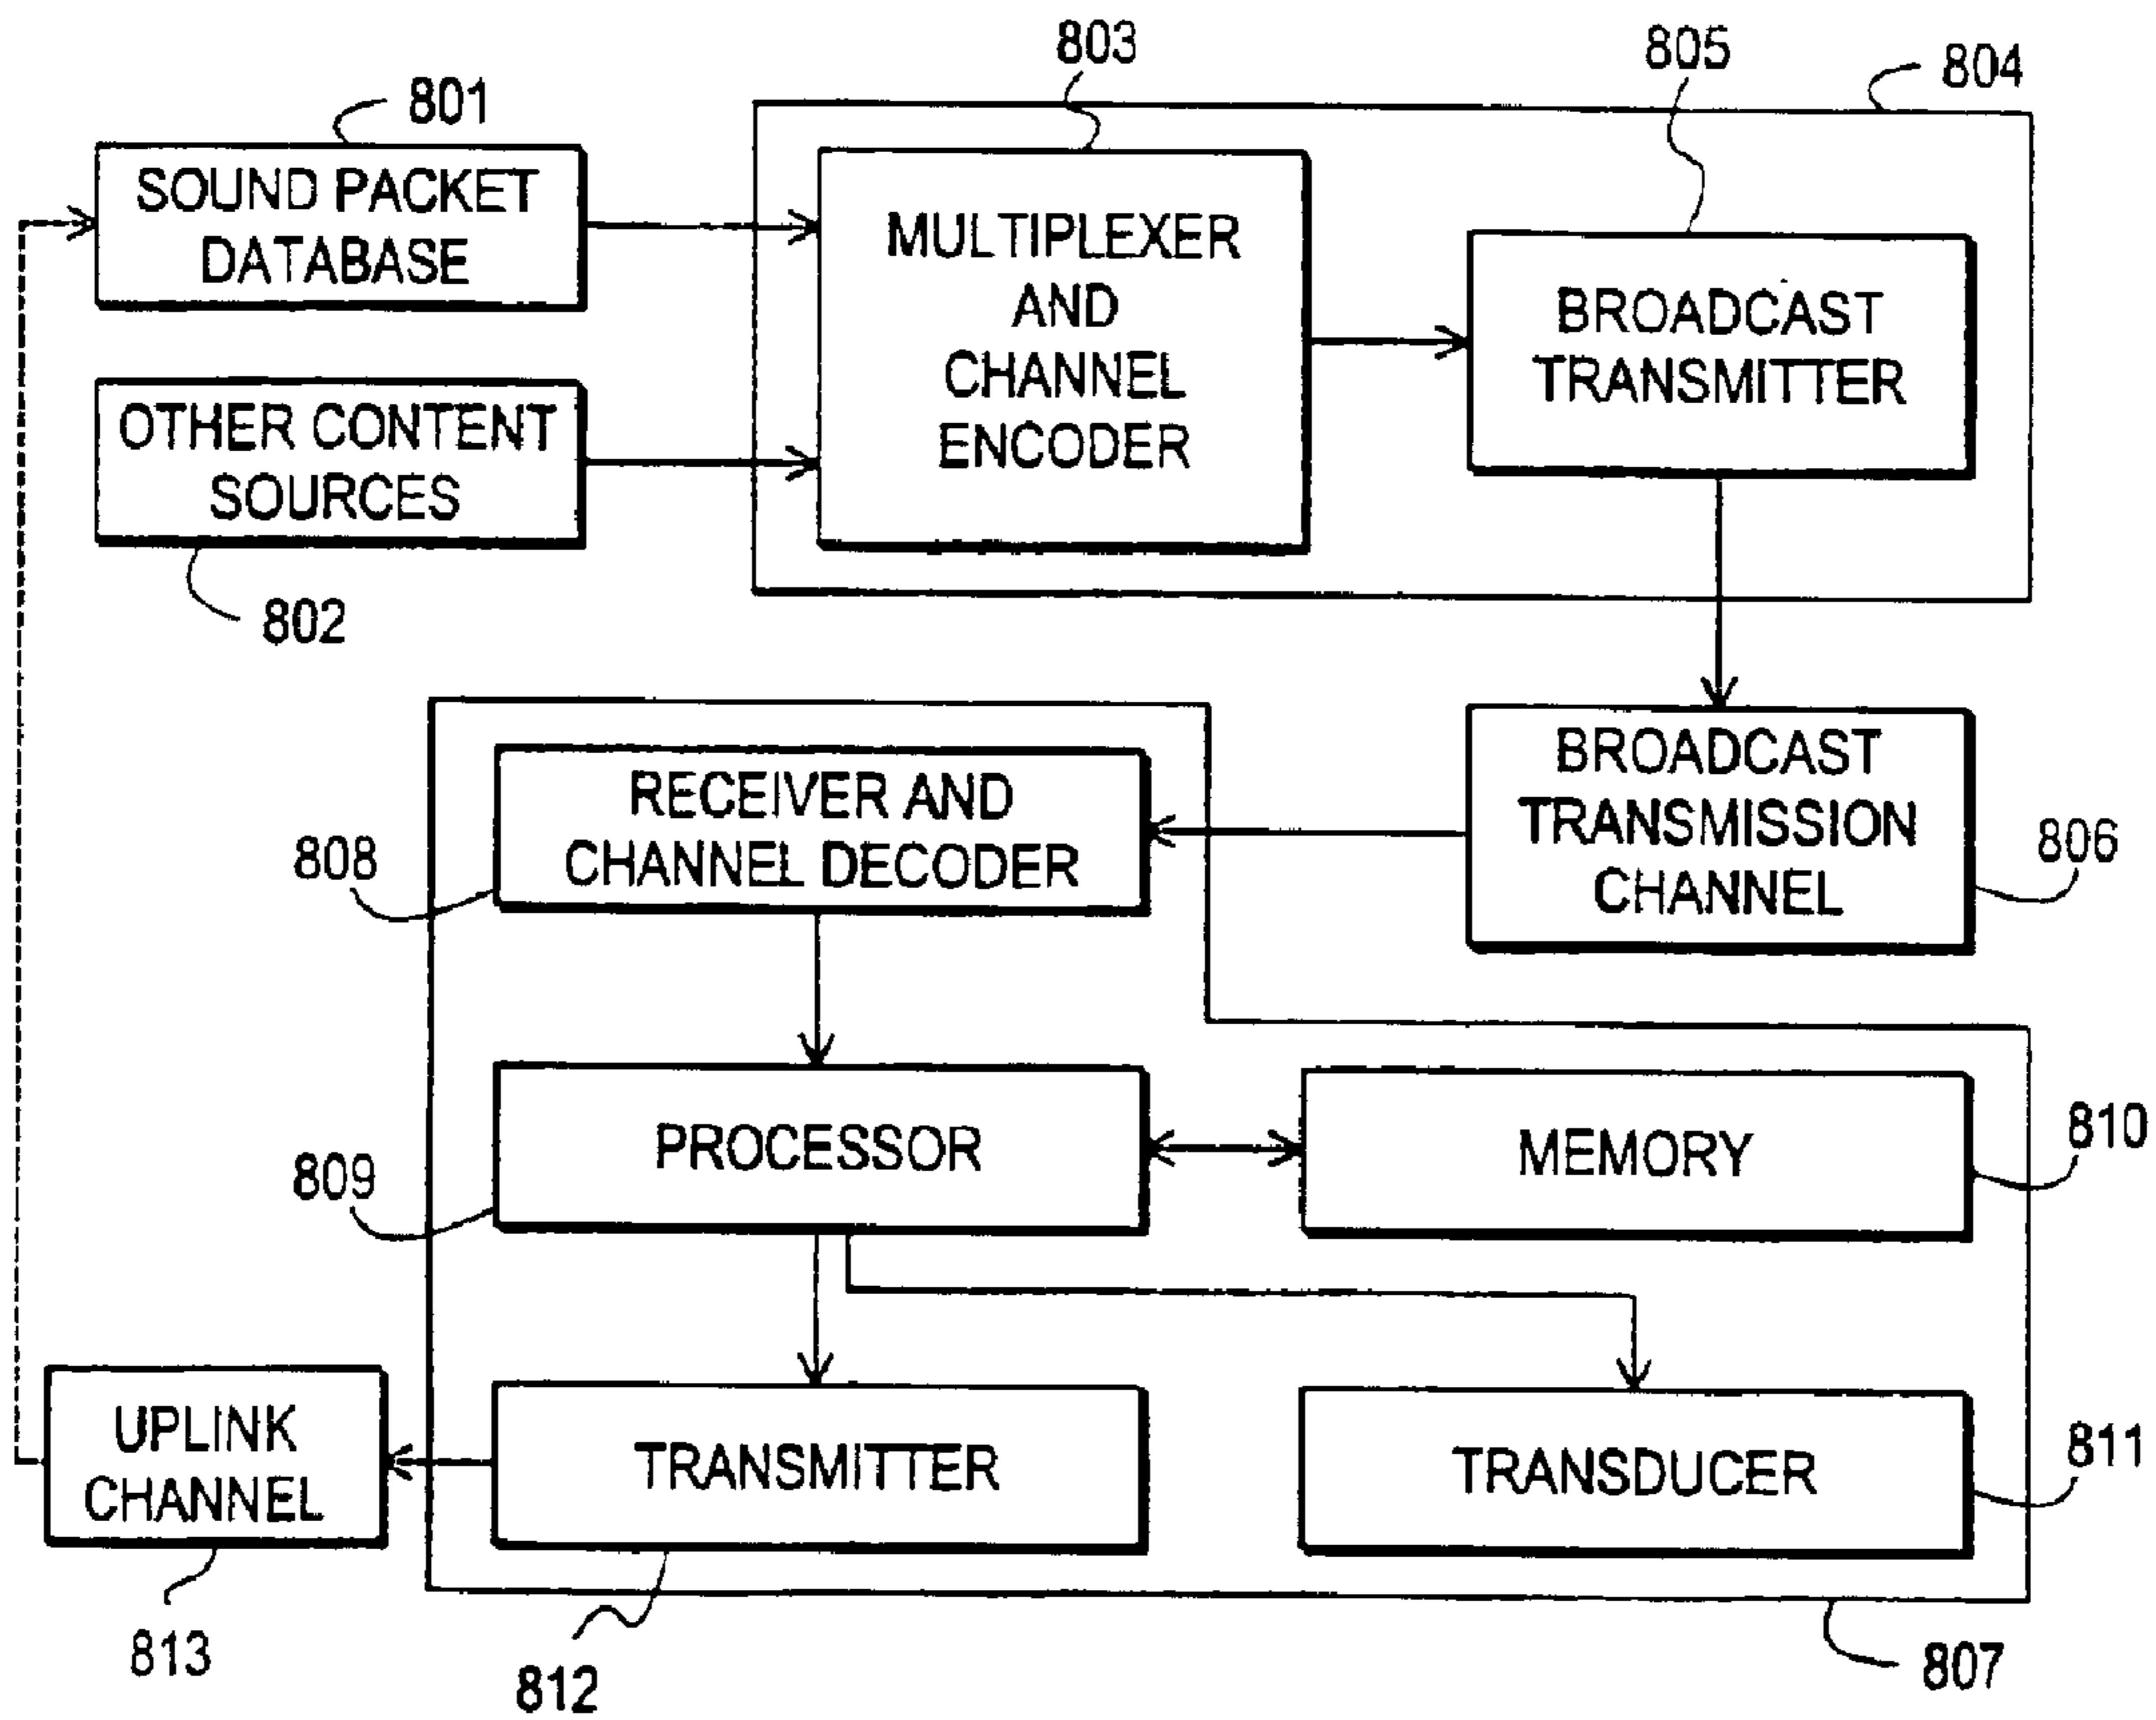 803
805
804
801
SOUND PACKET
DATABASE
MULTIPLEXER
AND
CHANNEL
ENCODER
BROADCAST
TRANSMITTER
OTHER CONTENT
SOURCES
802
BROADCAST
TRANSMISSION
CHANNEL
806
RECEIVER AND
CHANNEL DECODER
808
PROCESSOR
809
MEMORY
810
UPLINK
CHANNEL
TRANSMITTER
TRANSDUCER
811
813
812
807